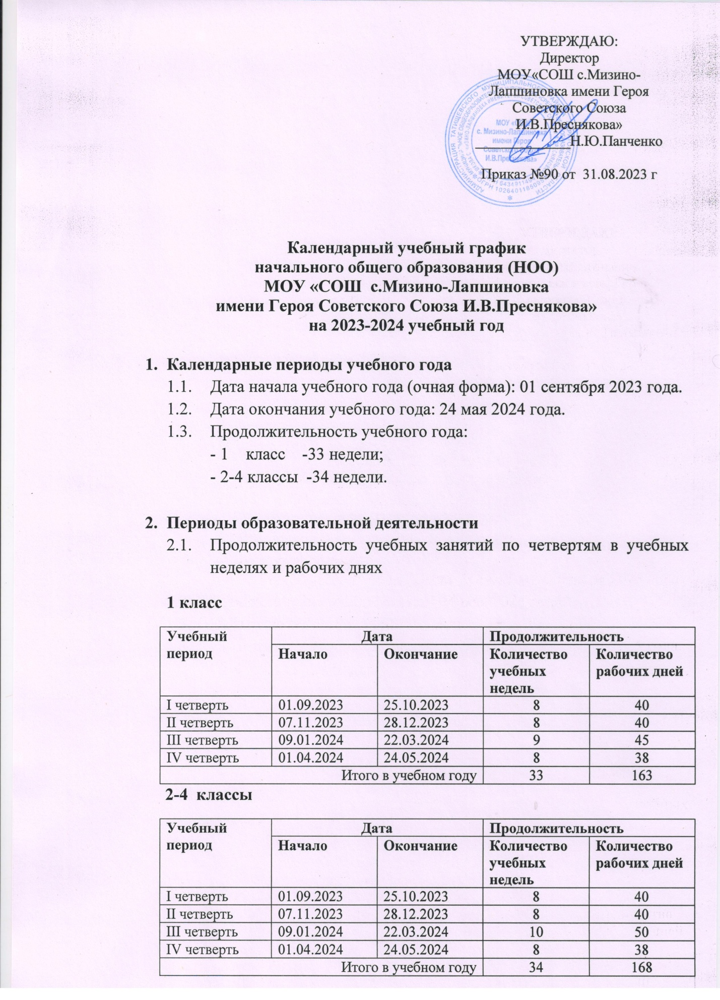 УТВЕРЖДАЮ:
Директор
МОУ«СОШ с.Мизино-
Лапшиновка имени Героя
Советского Союза
И.В.Преснякова»
Н.Ю.Панченко
Приказ №90 от 31.08.2023 г
МОУ «СОШ
с. Мизино-Лапшиновка
имени Героя
Советского Союза
И.В.Преснякова»
Календарный учебный график
начального общего образования (НОО)
МОУ «СОШ с.Мизино-Лапшиновка
имени Героя Советского Союза И.В.Преснякова»
на 2023-2024 учебный год
1. Календарные периоды учебного года
1.1. Дата начала учебного года (очная форма): 01 сентября 2023 года.
1.2. Дата окончания учебного года: 24 мая 2024 года.
1.3. Продолжительность учебного года:
- 1 класс -33 недели;
- 2-4 классы -34 недели.
2. Периоды образовательной деятельности
2.1. Продолжительность учебных занятий по четвертям в учебных
неделях и рабочих днях
1 класс
Учебный период Дата Продолжительность
Начало Окончание Количество учебных недель Количество рабочих дней
I четверть 01.09.2023 25.10.2023 8 40
II четверть 07.11.2023 28.12.2023 8 40
III четверть 09.01.2024 22.03.2024 9 45
IV четверть 01.04.2024 24.05.2024 8 38
Итого в учебном году 33 163
2-4 классы
Учебный период Дата Продолжительность
Начало Окончание Количество учебных недель Количество рабочих дней
I четверть 01.09.2023 25.10.2023 8 40
II четверть 07.11.2023 28.12.2023 8 40
III четверть 09.01.2024 22.03.2024 10 50
IV четверть 01.04.2024 24.05.2024 8 38
Итого в учебном году 34 168